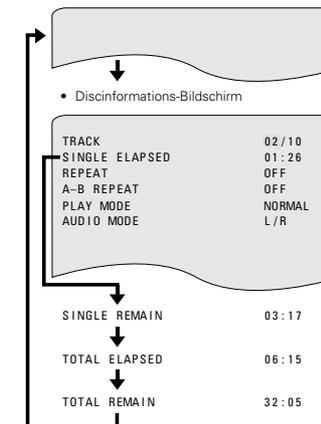 • Discinformations-Bildschirm
TRACK 02/10
SINGLE ELAPSED 01:26
REPEAT OFF
A–B REPEAT OFF
PLAY MODE NORMAL
AUDIO MODE L/R
SINGLE REMAIN 03:17
TOTAL ELAPSED 06:15
TOTAL REMAIN 32:05